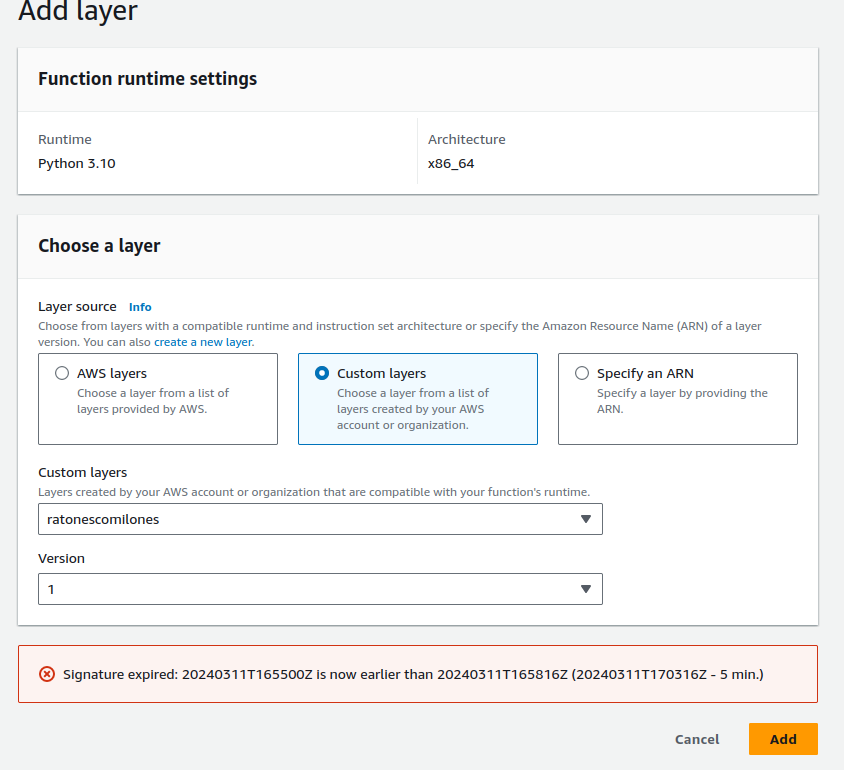 Add layer
Function runtime settings
Runtime
Python 3.10
Architecture
x86_64
Choose a layer
Layer source Info
Choose from layers with a compatible runtime and instruction set architecture or specify the Amazon Resource Name (ARN) of a layer
version. You can also create a new layer.
AWS layers
Choose a layer from a list of
layers provided by AWS.
Custom layers
Choose a layer from a list of
layers created by your AWS
account or organization.
Specify an ARN
Specify a layer by providing the
ARN.
Custom layers
Layers created by your AWS account or organization that are compatible with your function's runtime.
ratonescomilones
Version
1
Signature expired: 20240311T165500Z is now earlier than 20240311T165816Z (20240311T170316Z - 5 min.)
Cancel
Add